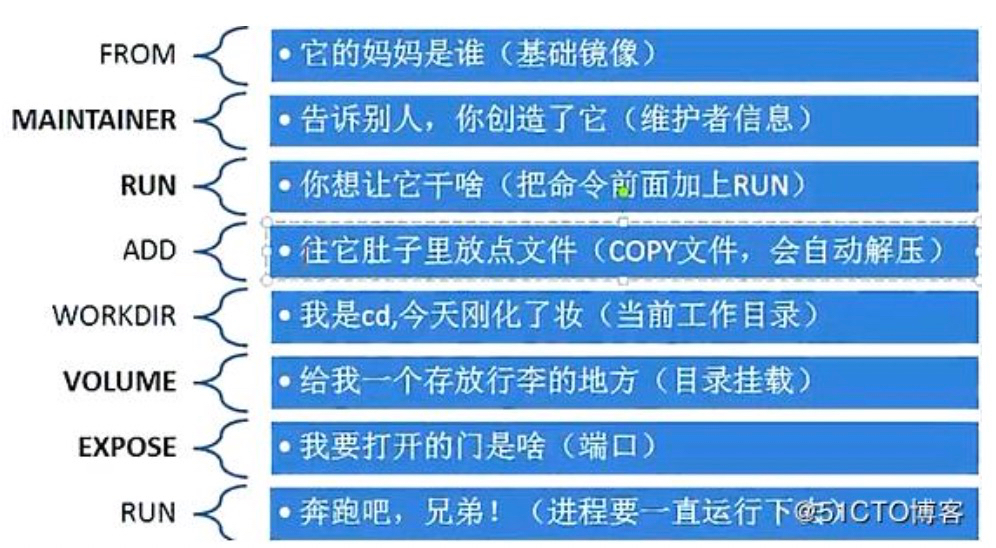 FROM • 它的妈妈是谁（基础镜像）
MAINTAINER • 告诉别人，你创造了它（维护者信息）
RUN • 你想让它干啥（把命令前面加上RUN）
ADD • 往它肚子里放点文件（COPY文件，会自动解压）
WORKDIR • 我是cd,今天刚化了妆（当前工作目录）
VOLUME • 给我一个存放行李的地方（目录挂载）
EXPOSE • 我要打开的门是啥（端口）
RUN • 奔跑吧，兄弟！（进程要一直运行下
@51CTO博客